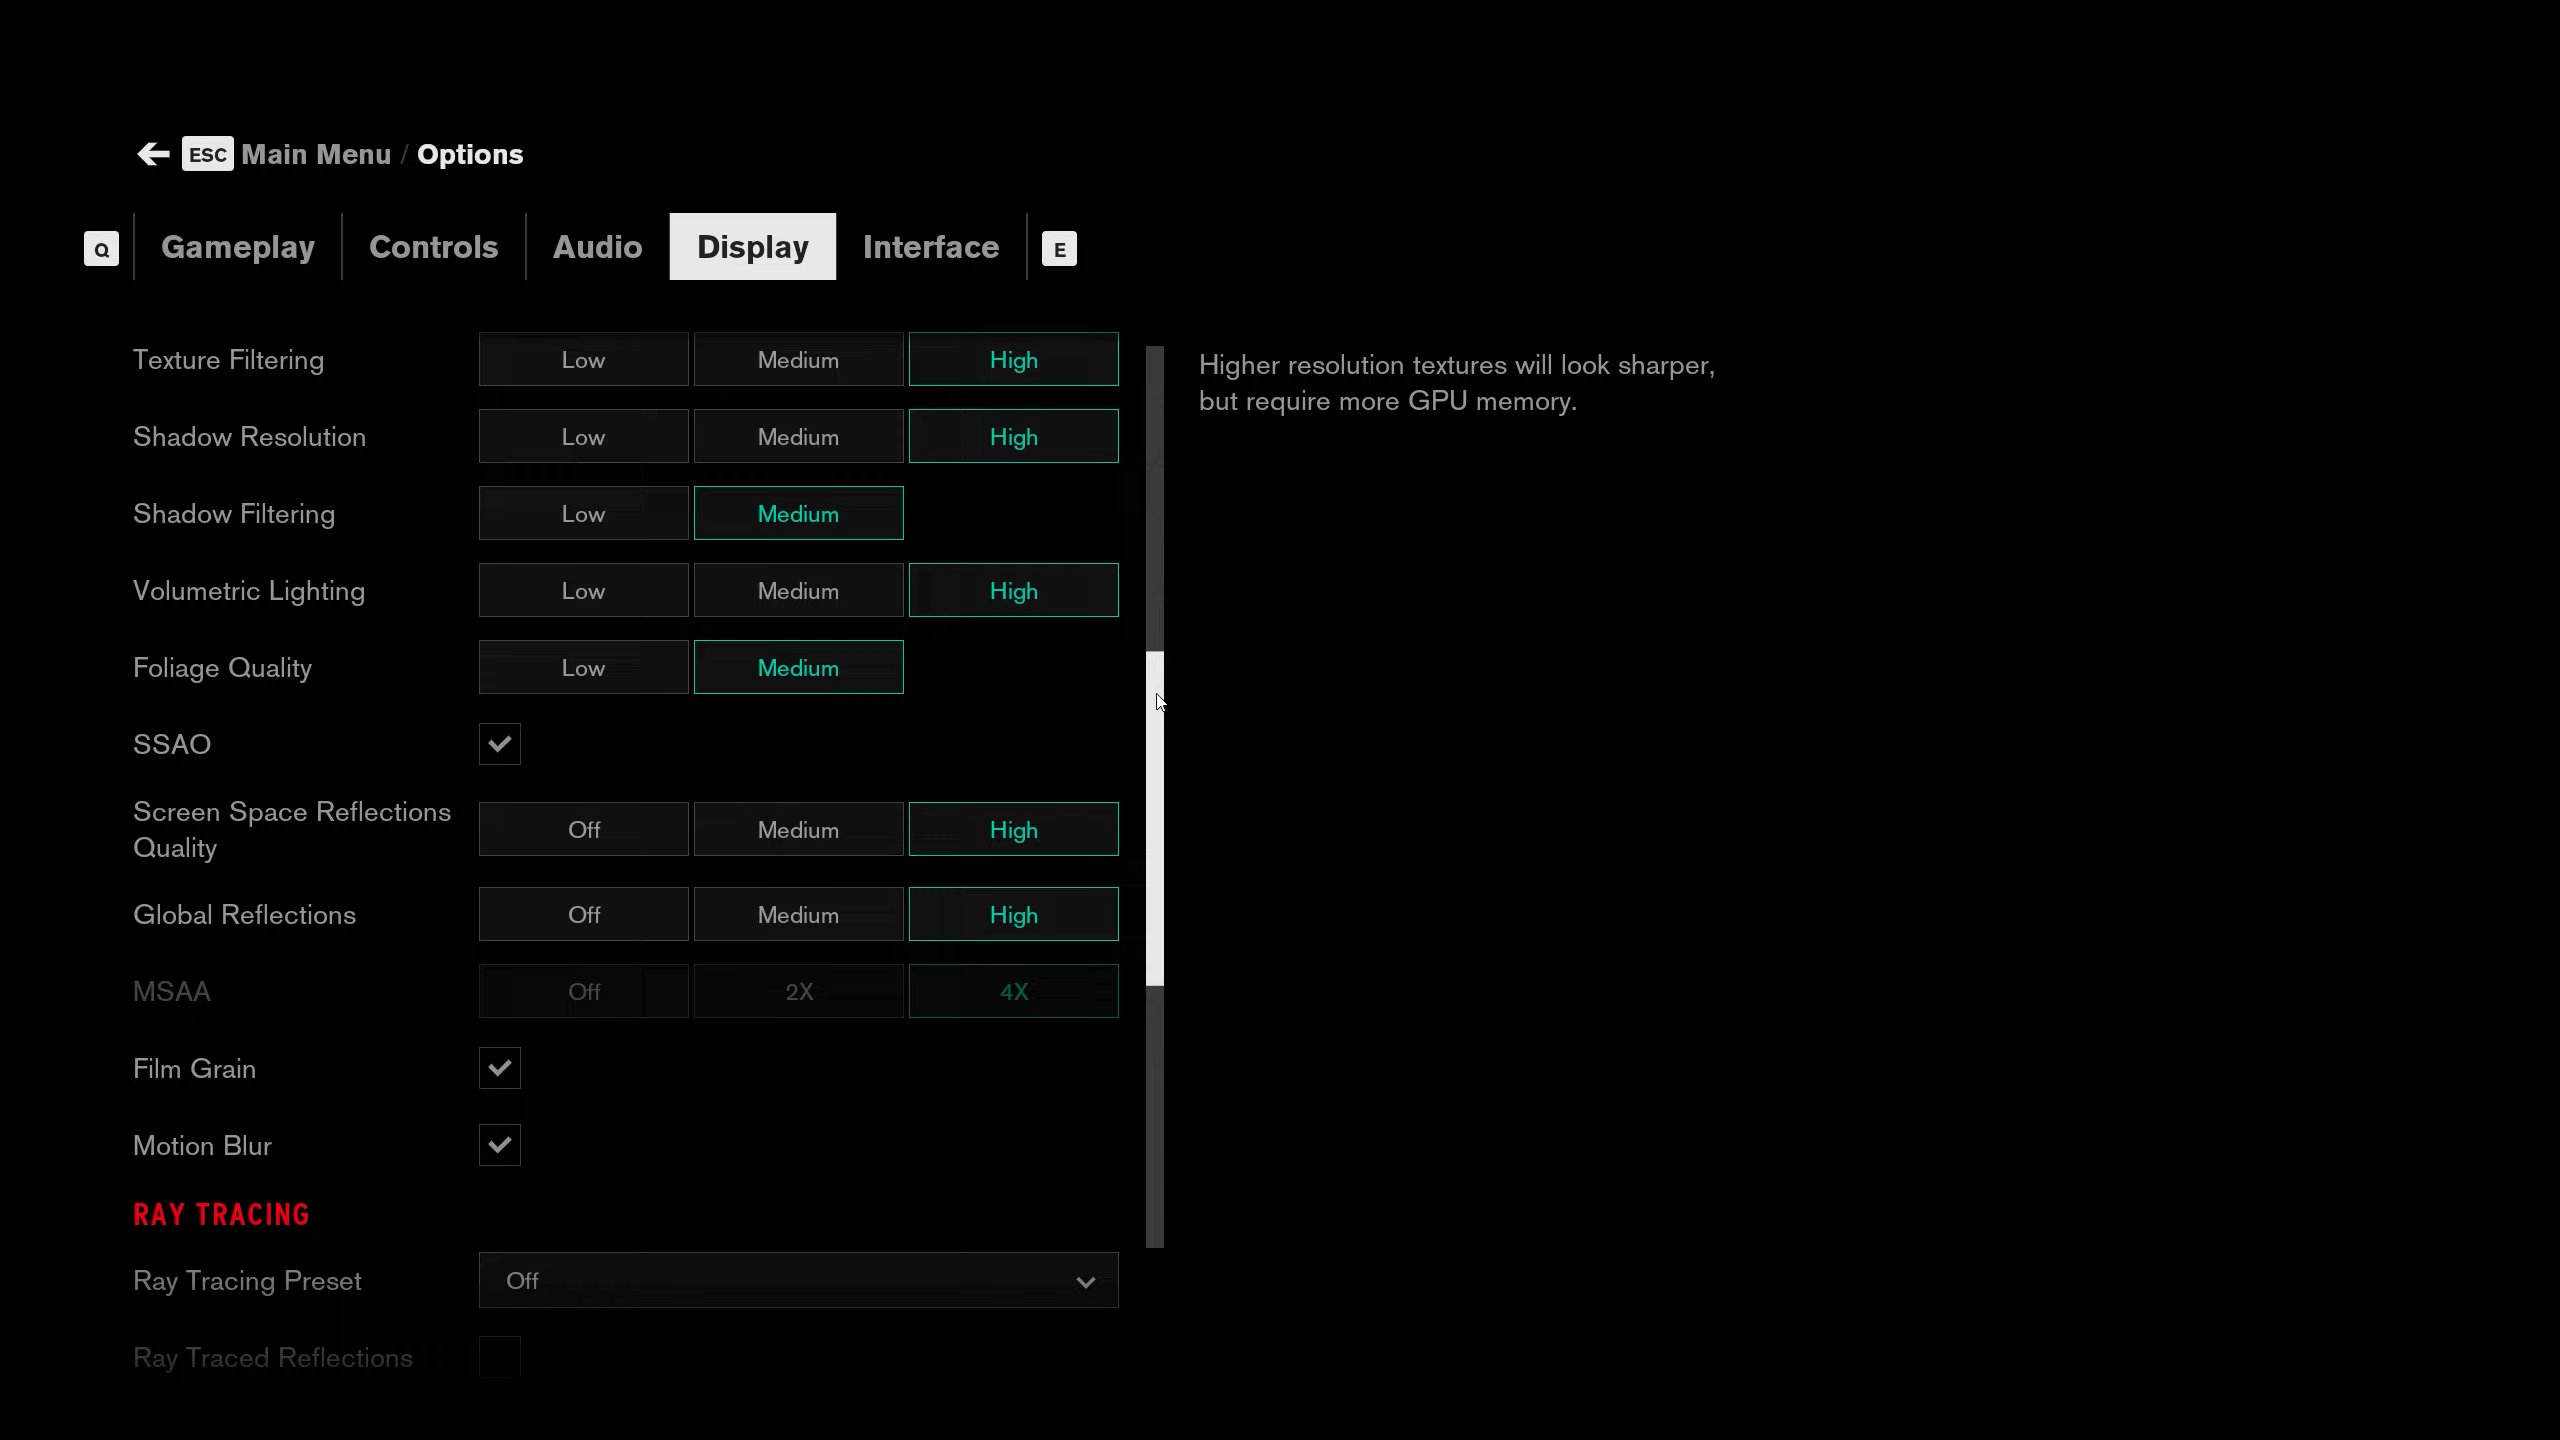 ESC Main Menu / Options
Q Gameplay Controls Audio Display Interface E
Texture Filtering Low Medium High
Higher resolution textures will look sharper,
but require more GPU memory.
Shadow Resolution Low Medium High
Shadow Filtering Low Medium
Volumetric Lighting Low Medium High
Foliage Quality Low Medium
SSAO
Screen Space Reflections
Quality Off Medium High
Global Reflections Off Medium High
MSAA Off 2X 4X
Film Grain
Motion Blur
RAY TRACING
Ray Tracing Preset Off
Ray Traced Reflections